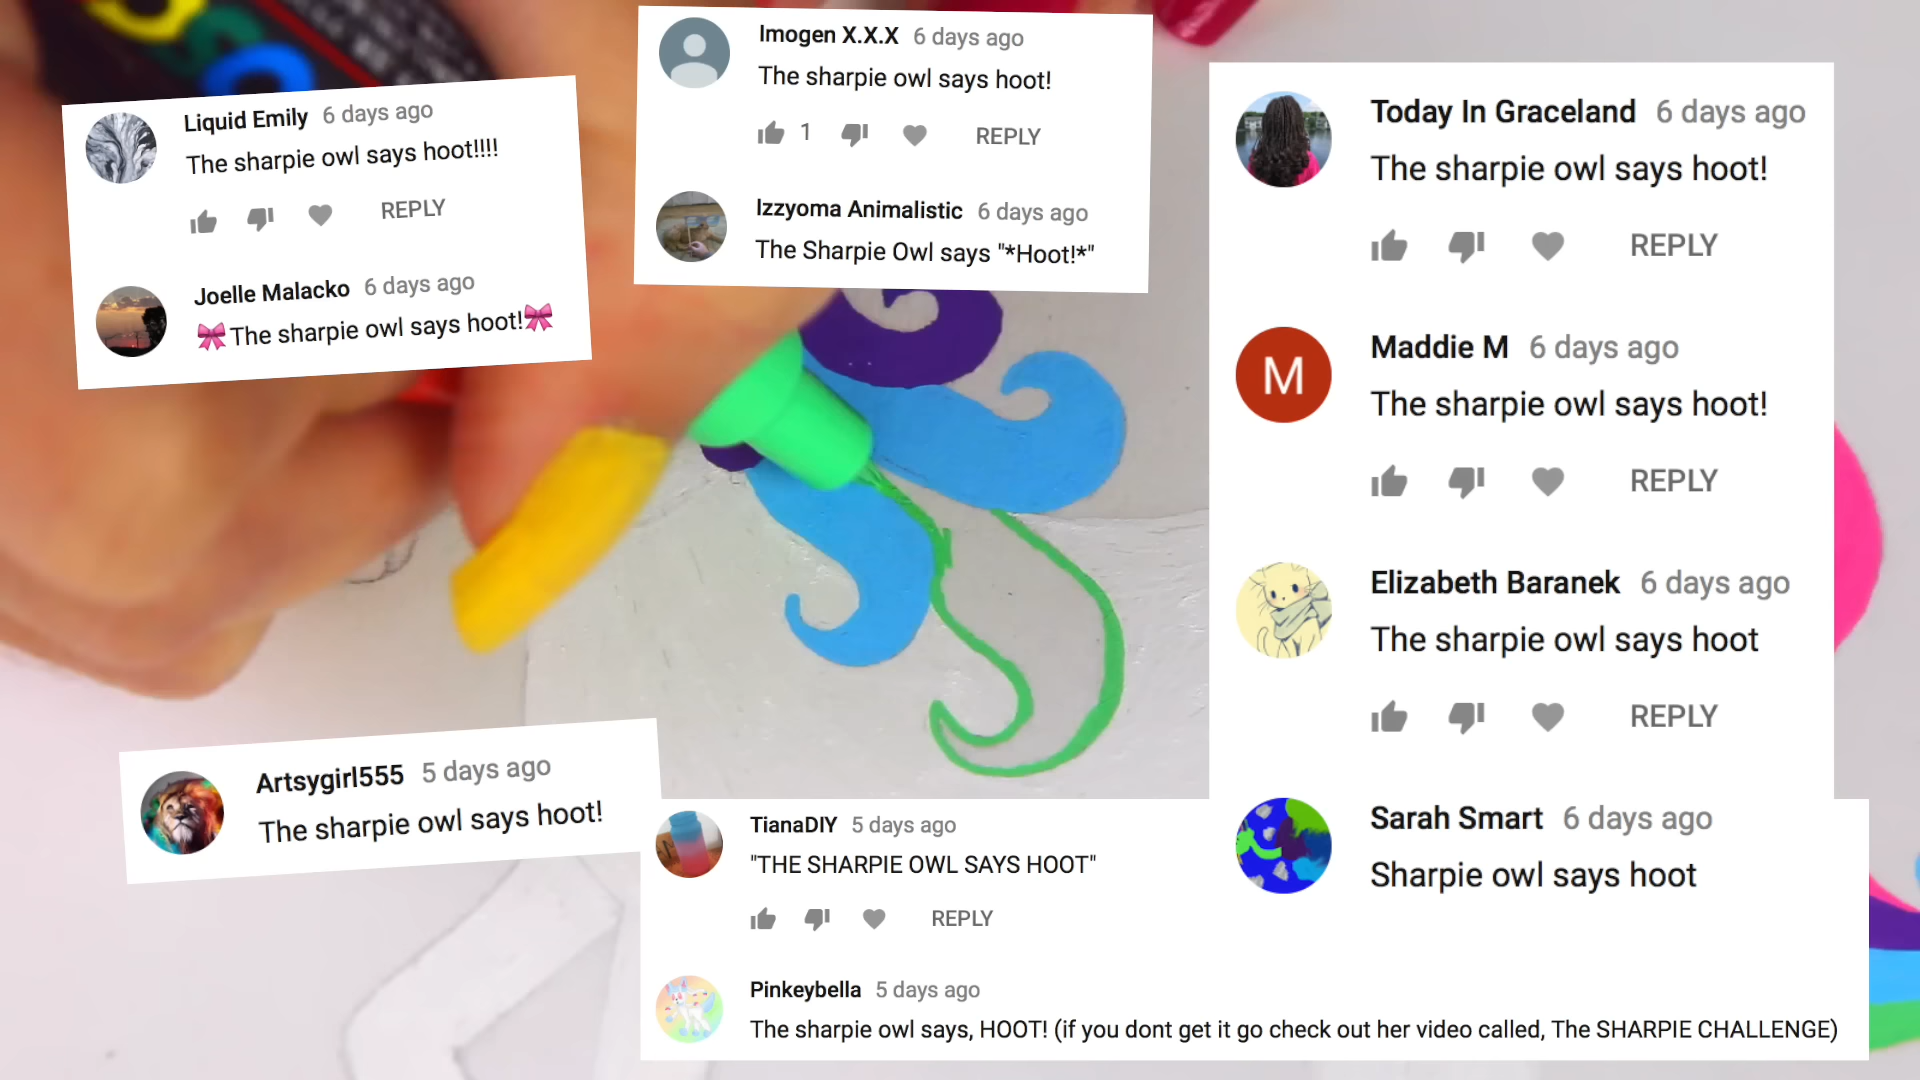 Liquid Emily 6 days ago
The sharpie owl says hoot!!!!
REPLY
Joelle Malacko 6 days ago
🎀The sharpie owl says hoot!🎀
Imogen X.X.X 6 days ago
The sharpie owl says hoot!
1 REPLY
Izzyoma Animalistic 6 days ago
The Sharpie Owl says "*Hoot!*"
Today In Graceland 6 days ago
The sharpie owl says hoot!
REPLY
M
Maddie M 6 days ago
The sharpie owl says hoot!
REPLY
Elizabeth Baranek 6 days ago
The sharpie owl says hoot
REPLY
Sarah Smart 6 days ago
Sharpie owl says hoot
Artsygirl555 5 days ago
The sharpie owl says hoot!
TianaDIY 5 days ago
"THE SHARPIE OWL SAYS HOOT"
REPLY
Pinkeybella 5 days ago
The sharpie owl says, HOOT! (if you dont get it go check out her video called, The SHARPIE CHALLENGE)